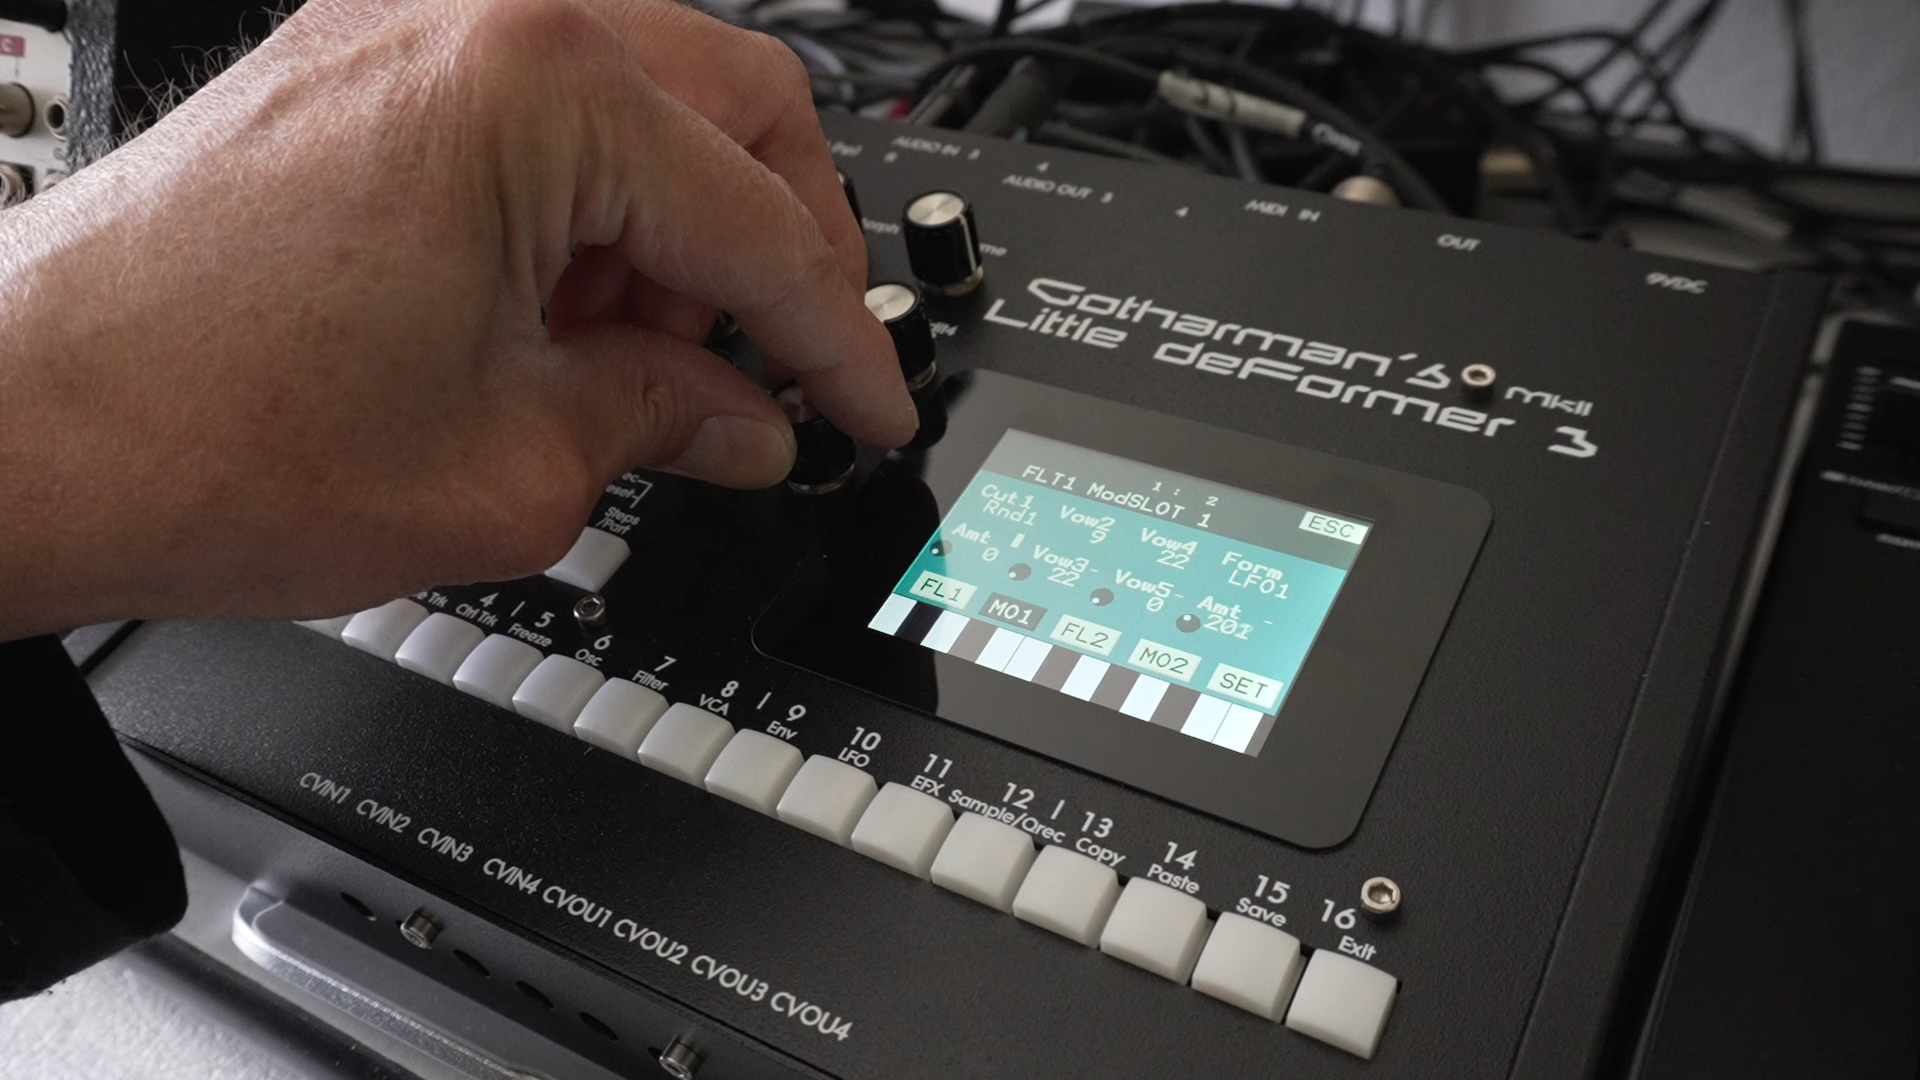 C
AUDIO IN 3
4
AUDIO OUT 3
4
MIDI IN
OUT
9VDC
Gotharman's
Little deFormer 3
MKII
1: 2
FLT1 ModSLOT 1
ESC
Cut1 Vow2 Vow4 Form
Rnd1 9 22 LFO1
Amt Vow3 Vow5 Amt
0 22 0 201
FL1 MO1 FL2 MO2 SET
Steps
/Part
4 | 5
Ctrl Trk Freeze
6
Osc
7
Filter
8 | 9
VCA Env
10
LFO
11
EFX
12 | 13
Sample/Qrec Copy
14
Paste
15
Save
16
Exit
CVIN1 CVIN2 CVIN3 CVIN4 CVOU1 CVOU2 CVOU3 CVOU4